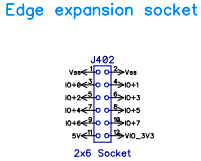 Edge expansion socket
J402
Vss 1 2 Vss
IO+0 3 4 IO+1
IO+2 5 6 IO+3
IO+4 7 8 IO+5
IO+6 9 10 IO+7
5V 11 12 VIO_3V3
2x6 Socket